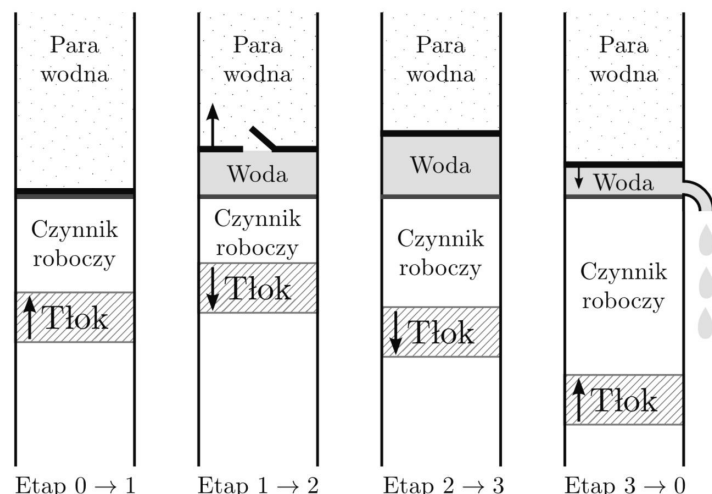 Para
wodna
Czynnik
roboczy
Tłok
Etap 0 → 1
Para
wodna
Woda
Czynnik
roboczy
Tłok
Etap 1 → 2
Para
wodna
Woda
Czynnik
roboczy
Tłok
Etap 2 → 3
Para
wodna
Woda
Czynnik
roboczy
Tłok
Etap 3 → 0